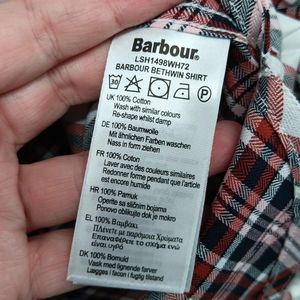 Barbour®
LSH1498WH72
BARBOUR BETHWIN SHIRT
30
UK 100% Cotton
Wash with similar colours
Re-shape whilst damp
DE 100% Baumwolle
Mit ähnlichen Farben waschen
Nass in Form ziehen
FR 100% Coton
Laver avec des couleurs similaires
Redonner forme pendant que l'article
est encore humide
HR 100% Pamuk
Operite sa sličnim bojama
Ponovo oblikujte dok je mokro
EL 100% Βαμβάκι
Πλένετε με παρόμοια Χρώματα
Επαναφέρετε το σχήμα ενώ
είναι υγρό
DK 100% Bomuld
Vaskes med lignende farver
Lægges i facon i fugtig tilstand